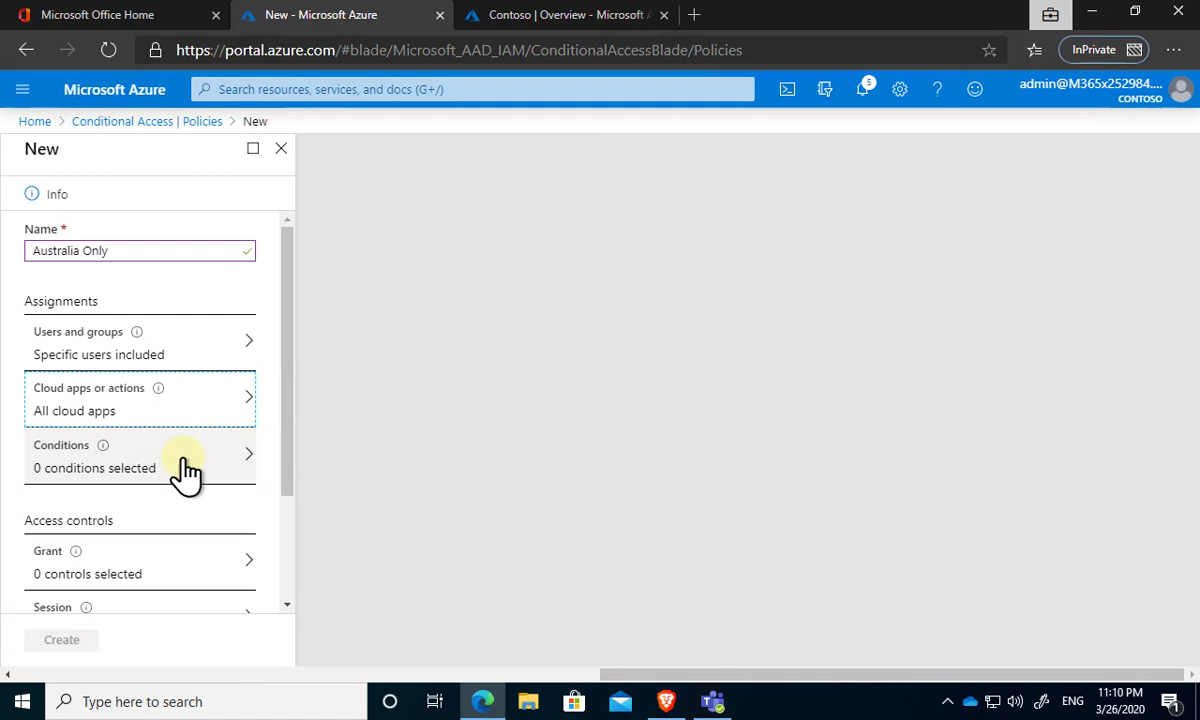 Microsoft Office Home
New - Microsoft Azure
Contoso | Overview - Microsoft A
https://portal.azure.com/#blade/Microsoft_AAD_IAM/ConditionalAccessBlade/Policies
InPrivate
Microsoft Azure
Search resources, services, and docs (G+/)
5
admin@M365x252984....
CONTOSO
Home > Conditional Access | Policies > New
New
Info
Name *
Australia Only
Assignments
Users and groups
Specific users included
Cloud apps or actions
All cloud apps
Conditions
0 conditions selected
Access controls
Grant
0 controls selected
Session
Create
Type here to search
ENG
11:10 PM
3/26/2020
1